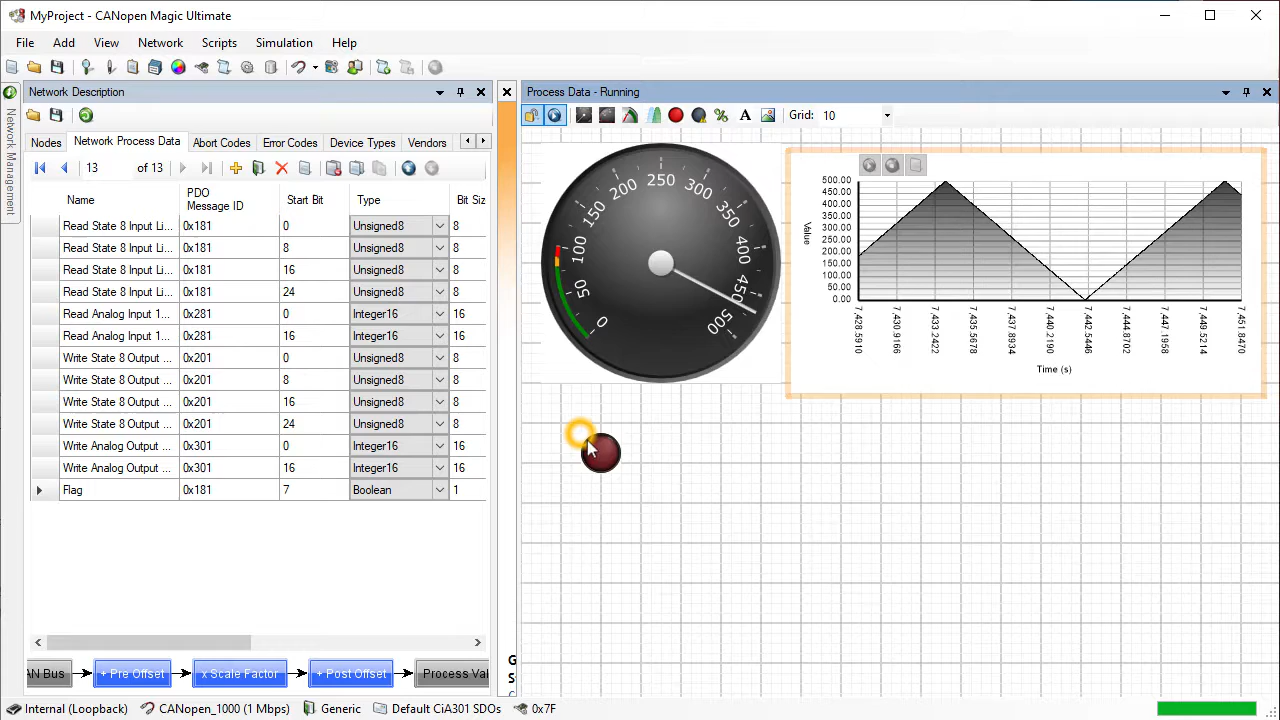 MyProject - CANopen Magic Ultimate
File Add View Network Scripts Simulation Help
Network Description
Process Data - Running
Grid: 10
Network Management
Nodes Network Process Data Abort Codes Error Codes Device Types Vendors
13 of 13
Name PDO Message ID Start Bit Type Bit Siz
Read State 8 Input Li... 0x181 0 Unsigned8 8
Read State 8 Input Li... 0x181 8 Unsigned8 8
Read State 8 Input Li... 0x181 16 Unsigned8 8
Read State 8 Input Li... 0x181 24 Unsigned8 8
Read Analog Input ... 0x281 0 Integer16 16
Read Analog Input 1... 0x281 16 Integer16 16
Write State 8 Output ... 0x201 0 Unsigned8 8
Write State 8 Output ... 0x201 8 Unsigned8 8
Write State 8 Output ... 0x201 16 Unsigned8 8
Write State 8 Output ... 0x201 24 Unsigned8 8
Write Analog Output ... 0x301 0 Integer16 16
Write Analog Output ... 0x301 16 Integer16 16
Flag 0x181 7 Boolean 1
AN Bus + Pre Offset x Scale Factor + Post Offset Process Val
0 50 100 150 200 250 300 350 400 450 500
Value
500.00
450.00
400.00
350.00
300.00
250.00
200.00
150.00
100.00
50.00
0.00
7,428.5910 7,430.9166 7,433.2422 7,435.5678 7,437.8934 7,440.2190 7,442.5446 7,444.8702 7,447.1958 7,449.5214 7,451.8470
Time (s)
G
S
Internal (Loopback) CANopen_1000 (1 Mbps) Generic Default CiA301 SDOs 0x7F